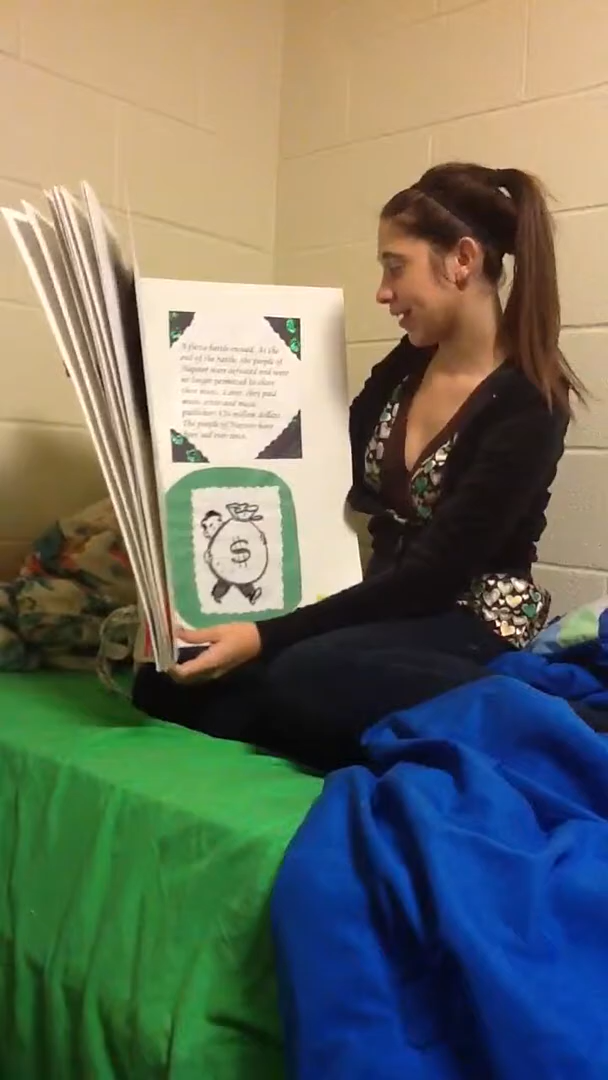 A fierce battle ensued. At the
end of the battle, the people of
Napster were defeated and were
no longer permitted to share
their music. Later, they paid
music artists and music
publishers $26 million dollars.
The people of Napster have
been sad ever since.
$